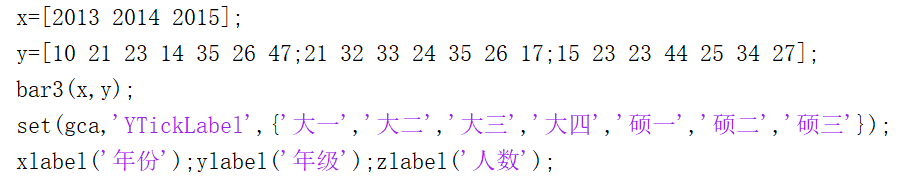 x=[2013 2014 2015];
y=[10 21 23 14 35 26 47;21 32 33 24 35 26 17;15 23 23 44 25 34 27];
bar3(x,y);
set(gca,'YTickLabel',{'大一','大二','大三','大四','硕一','硕二','硕三'});
xlabel('年份');ylabel('年级');zlabel('人数');